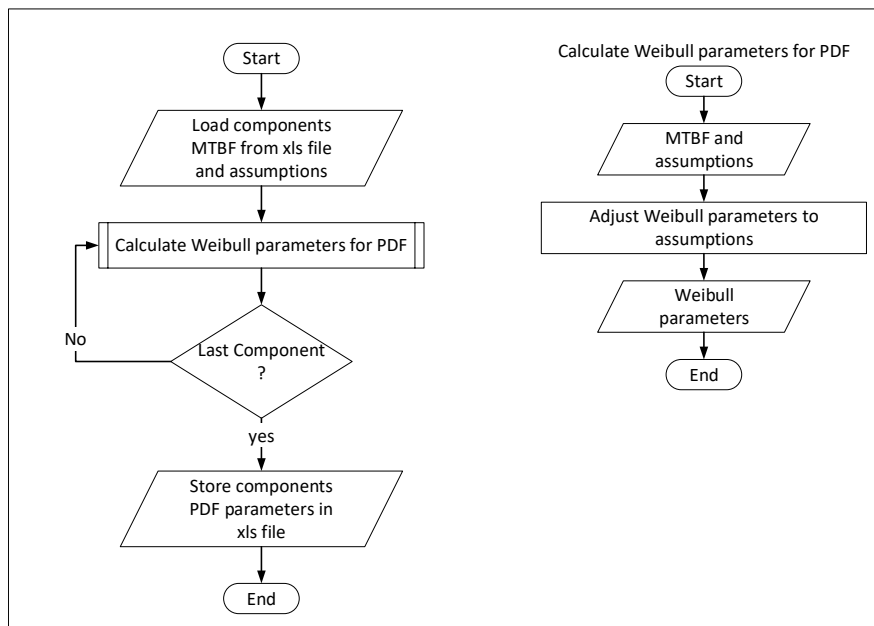 Start
Load components
MTBF from xls file
and assumptions
Calculate Weibull parameters for PDF
No
Last Component
?
yes
Store components
PDF parameters in
xls file
End
Calculate Weibull parameters for PDF
Start
MTBF and
assumptions
Adjust Weibull parameters to
assumptions
Weibull
parameters
End